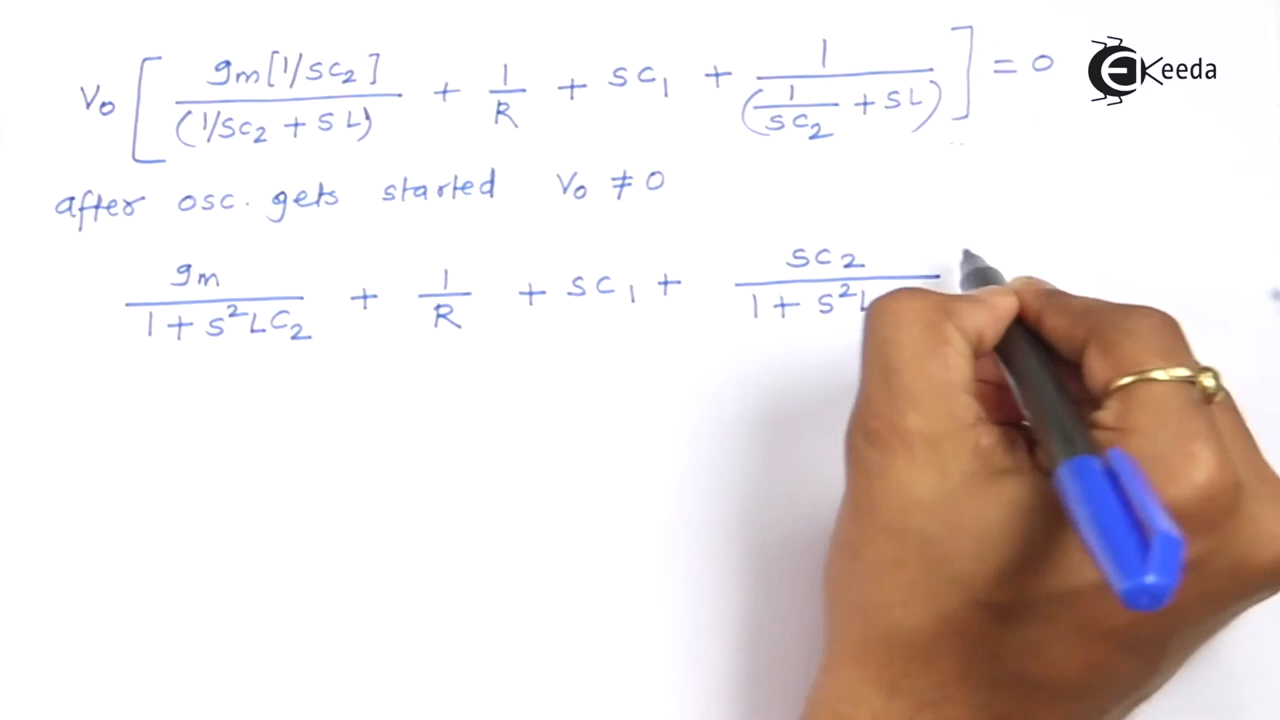 V₀ [ gm[1/SC₂] / (1/SC₂ + SL) + 1/R + SC₁ + 1 / (1/SC₂ + SL) ] = 0
EKeeda
after osc. gets started V₀ ≠ 0
gm / 1 + S²LC₂ + 1/R + SC₁ + SC₂ / 1 + S²L